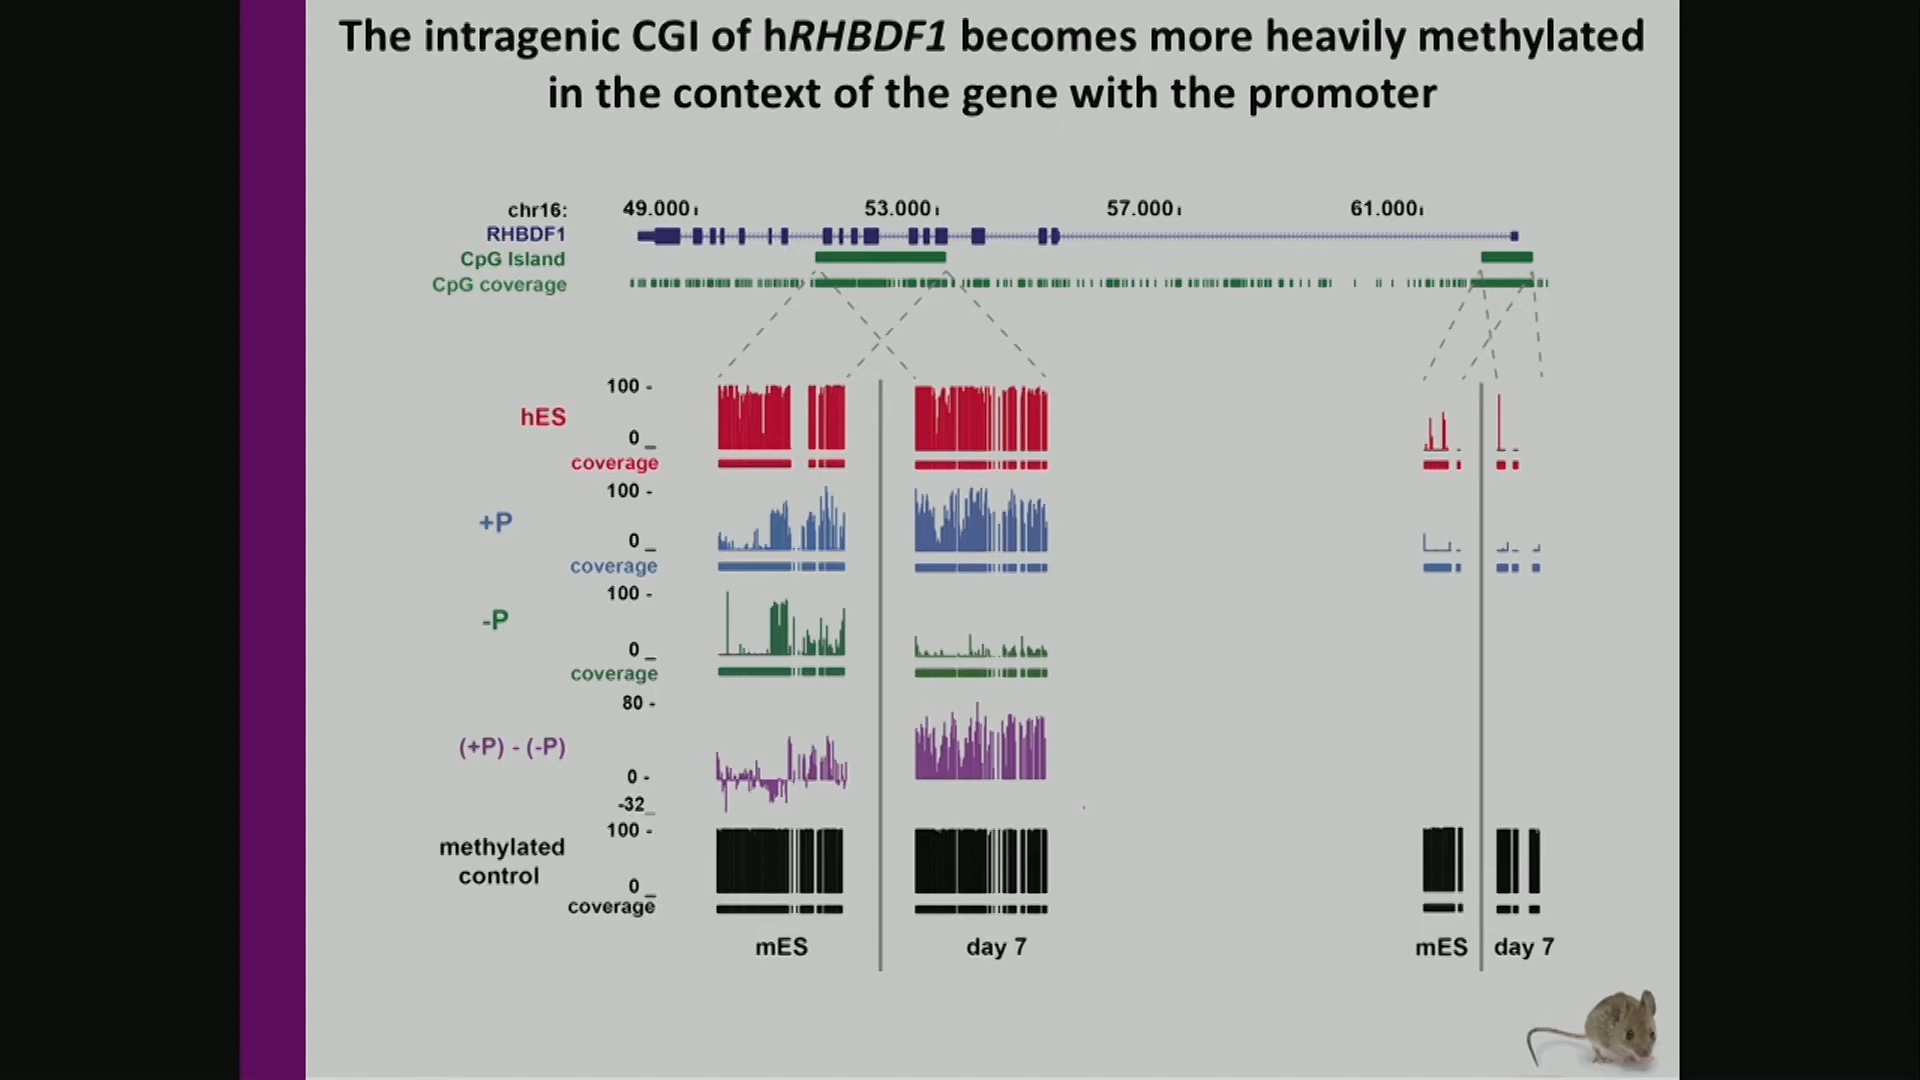 The intragenic CGI of hRHBDF1 becomes more heavily methylated
in the context of the gene with the promoter
chr16: 49.000 53.000 57.000 61.000
RHBDF1
CpG Island
CpG coverage
100 -
hES
0 _
coverage
100 -
+P
0 _
coverage
100 -
-P
0 _
coverage
80 -
(+P) - (-P)
0 -
-32_
100 -
methylated
control
0 _
coverage
mES day 7 mES day 7